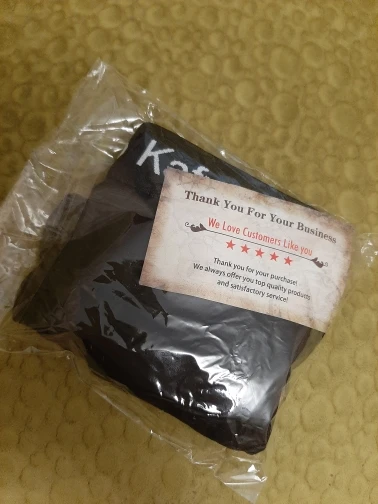 Thank You For Your Business
We Love Customers Like you
Thank you for your purchase!
We always offer you top quality products
and satisfactory service!